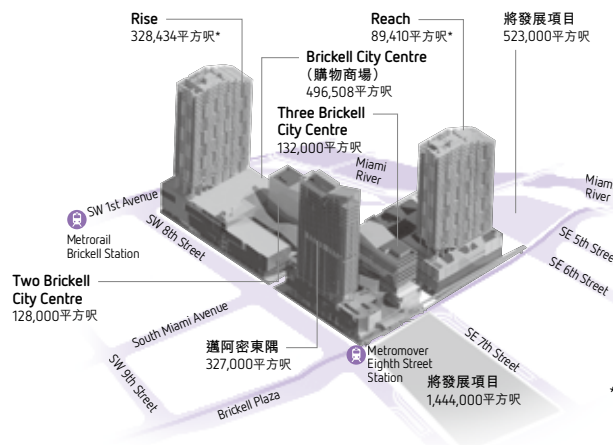 Rise
328,434平方呎*
Reach
89,410平方呎*
將發展項目
523,000平方呎
Brickell City Centre
（購物商場）
496,508平方呎
Three Brickell
City Centre
132,000平方呎
Miami
River
Miami
River
SW 1st Avenue
Metrorail
Brickell Station
SW 8th Street
SE 5th Street
SE 6th Street
Two Brickell
City Centre
128,000平方呎
South Miami Avenue
邁阿密東隅
327,000平方呎
SW 9th Street
Brickell Plaza
Metromover
Eighth Street
Station
SE 7th Street
將發展項目
1,444,000平方呎
*